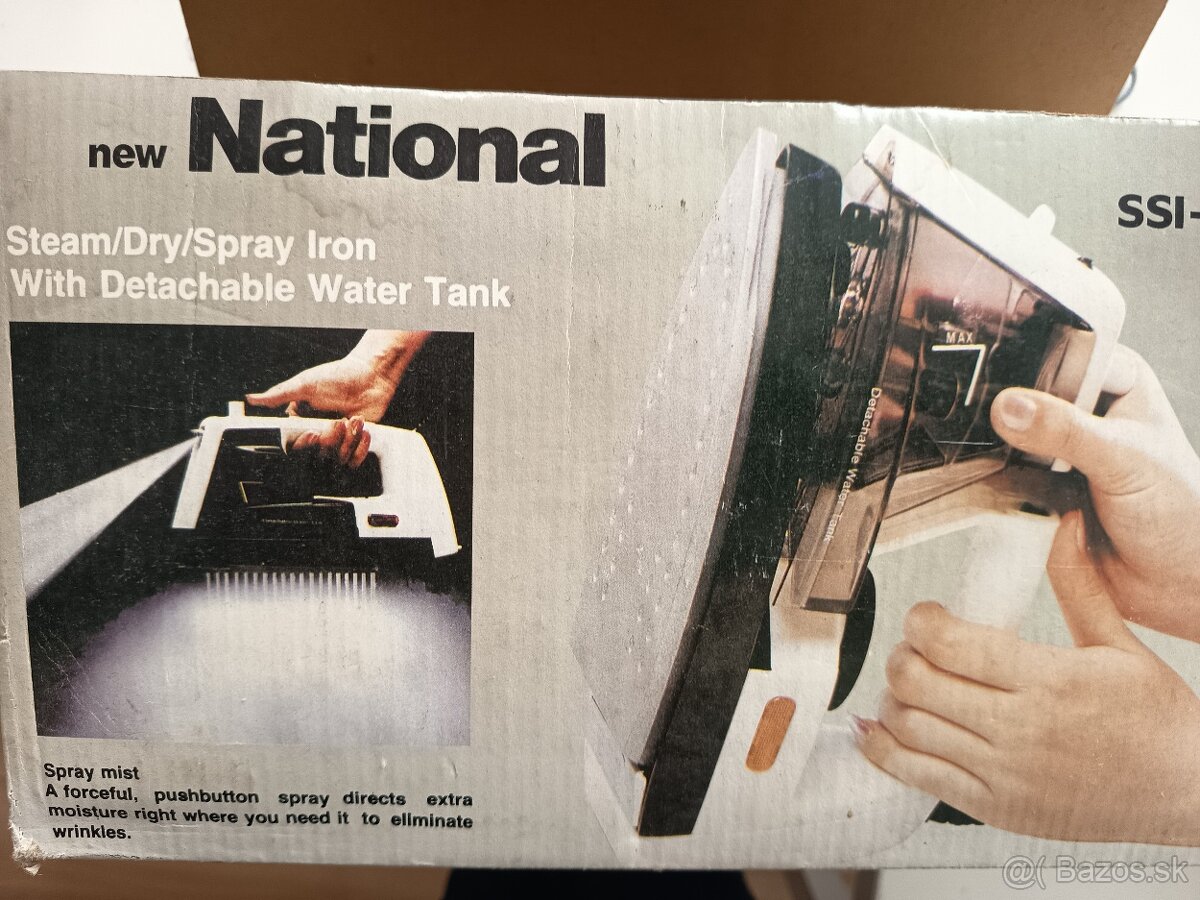 new National
SSI-
Steam/Dry/Spray Iron
With Detachable Water Tank
MAX
Detachable Water Tank
Spray mist
A forceful, pushbutton spray directs extra
moisture right where you need it to eliminate
wrinkles.
@( Bazos.sk